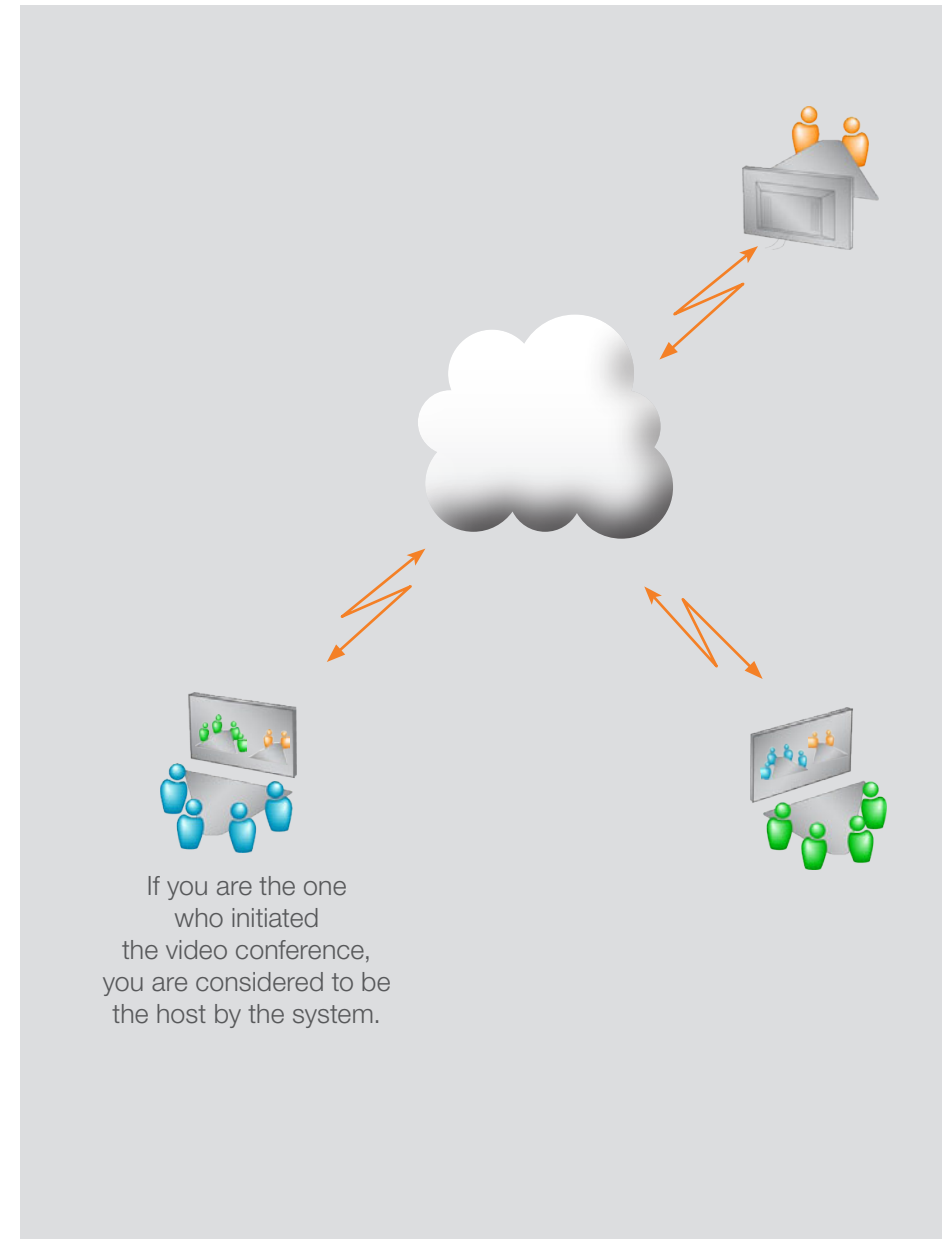 If you are the one
who initiated
the video conference,
you are considered to be
the host by the system.